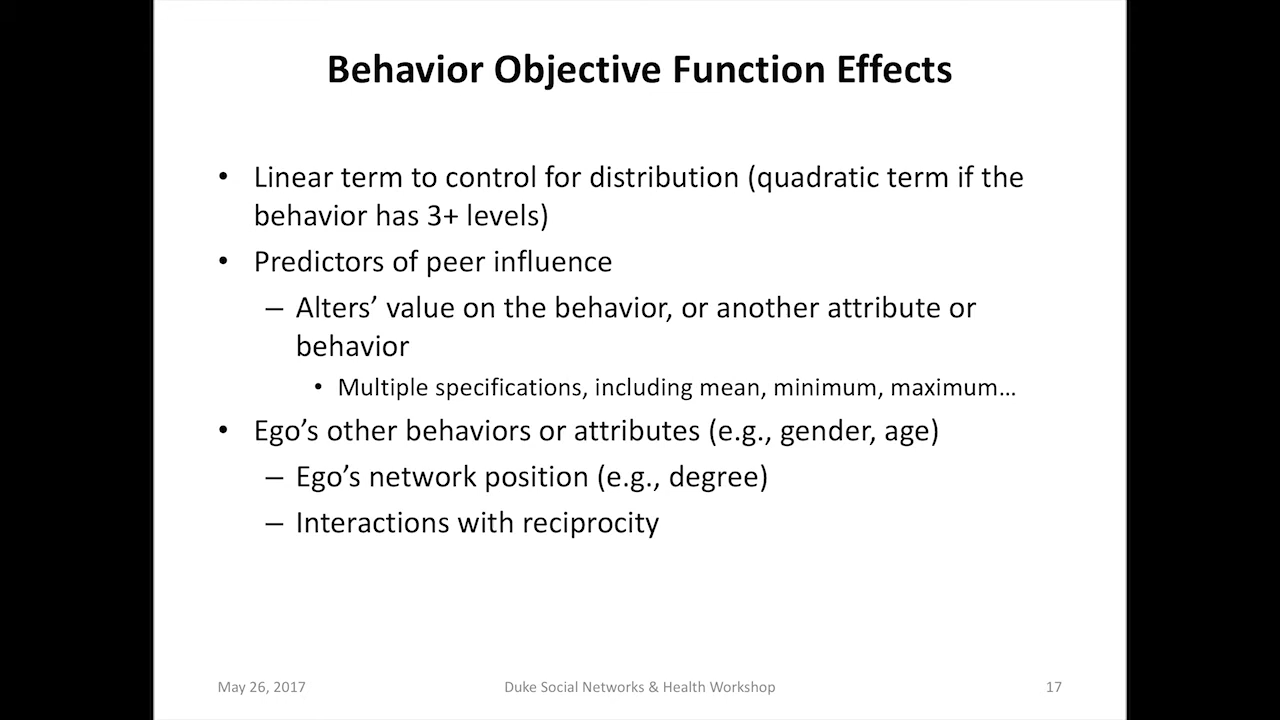 Behavior Objective Function Effects
• Linear term to control for distribution (quadratic term if the
behavior has 3+ levels)
• Predictors of peer influence
– Alters’ value on the behavior, or another attribute or
behavior
• Multiple specifications, including mean, minimum, maximum…
• Ego’s other behaviors or attributes (e.g., gender, age)
– Ego’s network position (e.g., degree)
– Interactions with reciprocity
May 26, 2017 Duke Social Networks & Health Workshop 17